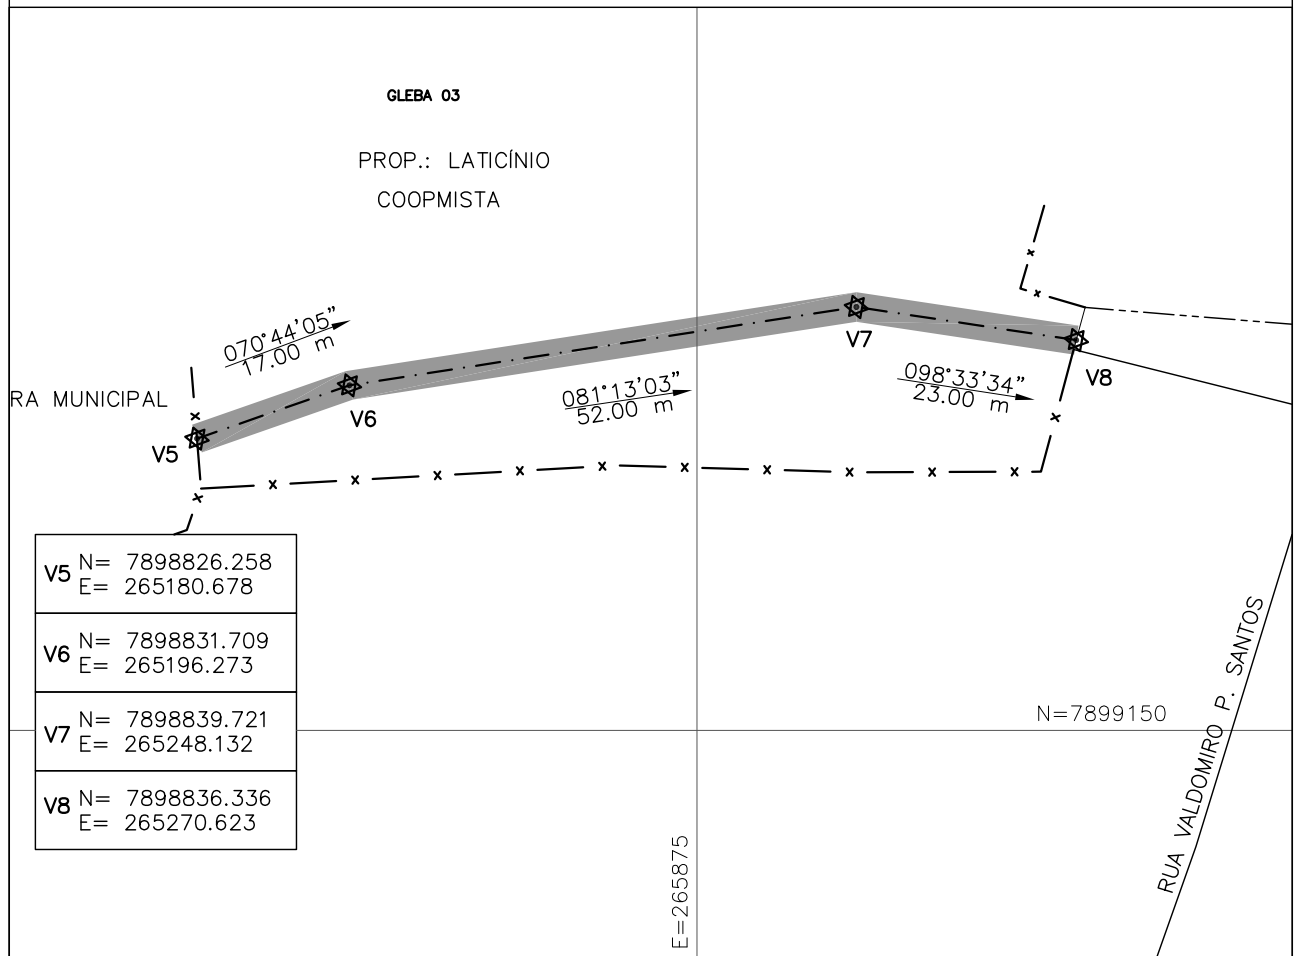 GLEBA 03
PROP.: LATICÍNIO
COOPMISTA
070°44'05"
17.00 m
RA MUNICIPAL
V5
V6
081°13'03"
52.00 m
V7
098°33'34"
23.00 m
V8
V5 N= 7898826.258
E= 265180.678
V6 N= 7898831.709
E= 265196.273
V7 N= 7898839.721
E= 265248.132
V8 N= 7898836.336
E= 265270.623
N=7899150
E=265875
RUA VALDOMIRO P. SANTOS